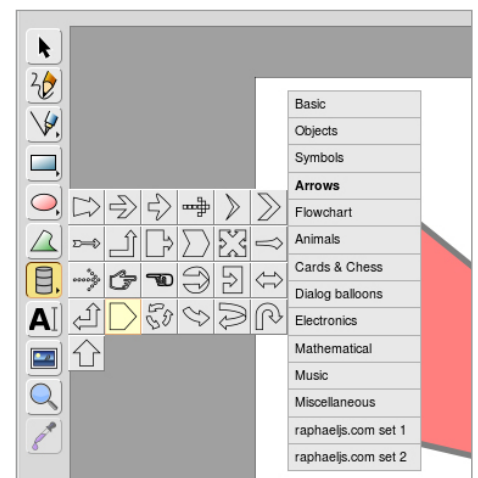 Basic
Objects
Symbols
Arrows
Flowchart
Animals
Cards & Chess
Dialog balloons
Electronics
Mathematical
Music
Miscellaneous
raphaeljs.com set 1
raphaeljs.com set 2
A